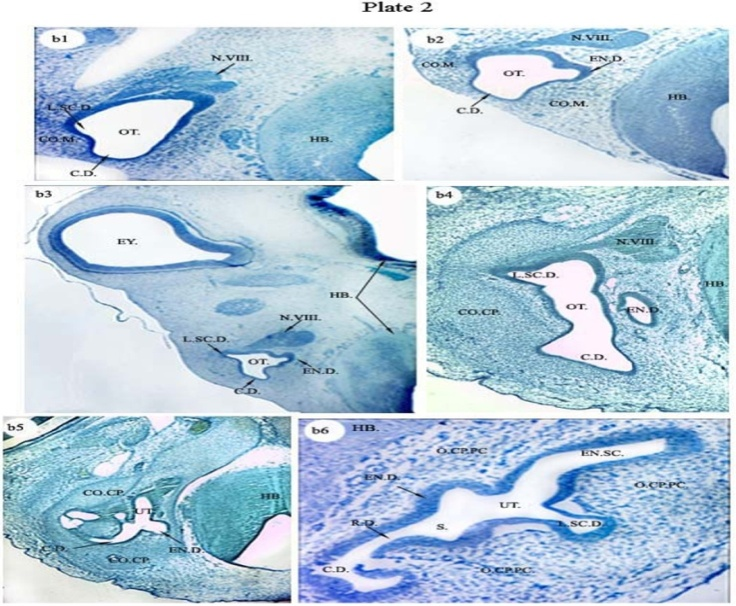 Plate 2
b1
N.VIII.
L.SC.D.
CO.M.
OT.
HB.
C.D.
b2
N.VIII.
CO.M.
OT.
EN.D.
C.D.
CO.M.
HB.
b3
EY.
HB.
N.VIII.
L.SC.D.
OT.
EN.D.
C.D.
b4
N.VIII.
L.SC.D.
HB.
CO.CP.
OT.
EN.D.
C.D.
b5
CO.CP.
UT.
HB
C.D.
EN.D.
CO.CP.
b6
HB.
O.CP.PC
EN.SC.
EN.D.
O.CP.PC.
UT.
R.D.
S.
L.SC.D.
C.D.
O.CP.PC.